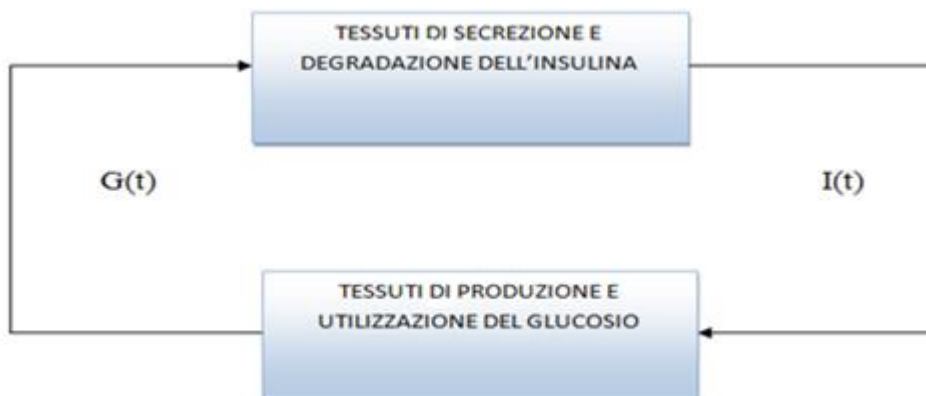 TESSUTI DI SECREZIONE E
DEGRADAZIONE DELL'INSULINA
G(t)
I(t)
TESSUTI DI PRODUZIONE E
UTILIZZAZIONE DEL GLUCOSIO